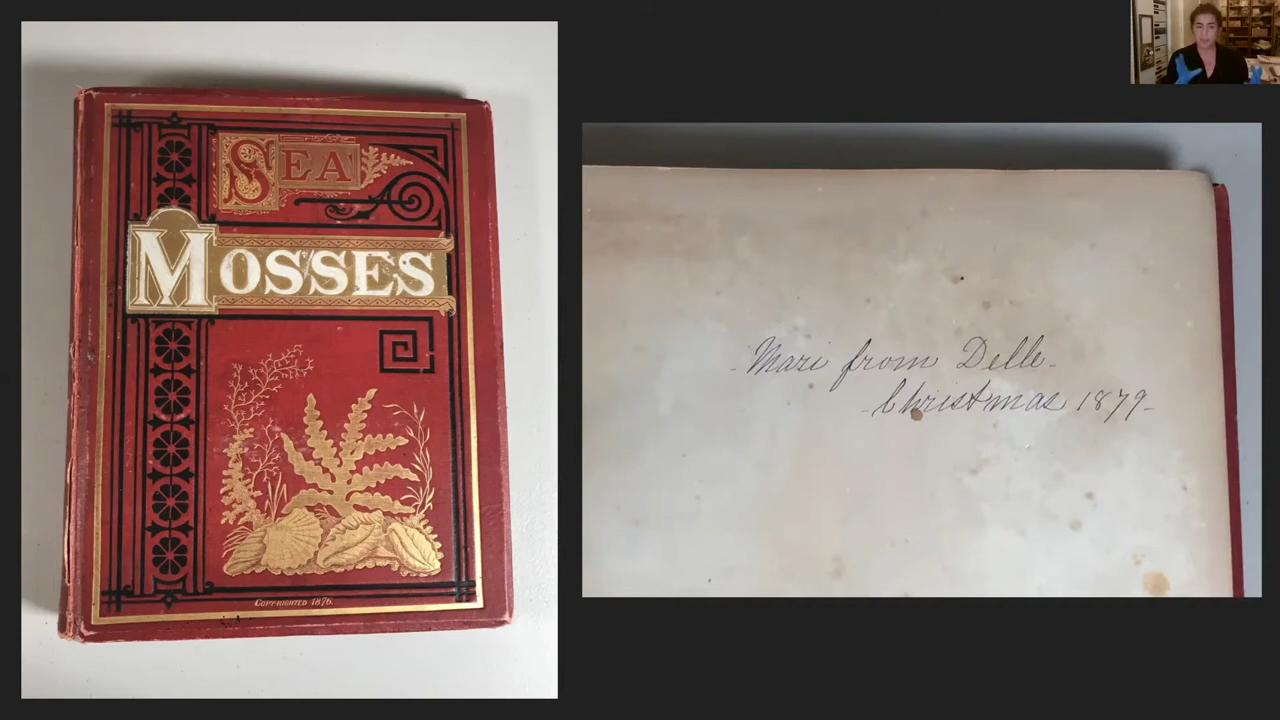 SEA
MOSSES
COPYRIGHTED 1876.
- Mari from Delle -
- Christmas 1879 -